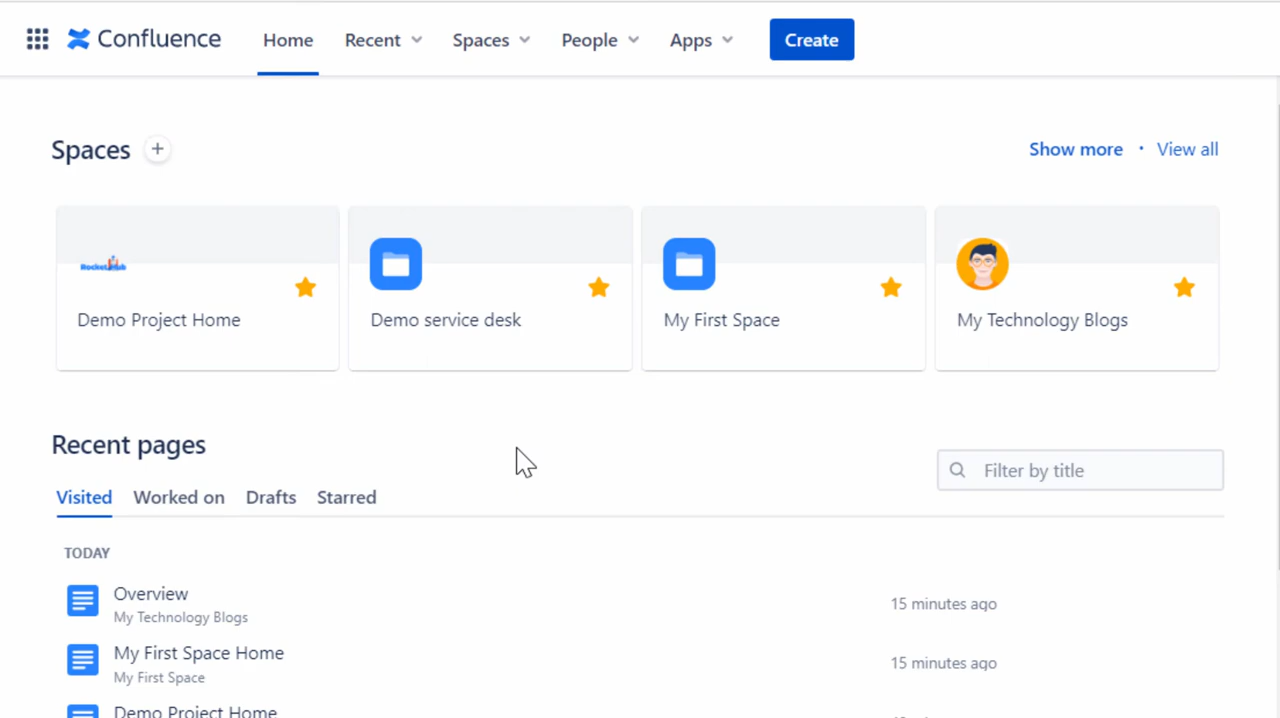 Confluence Home Recent Spaces People Apps Create
Spaces + Show more • View all
RocketHub
Demo Project Home Demo service desk My First Space My Technology Blogs
Recent pages
Filter by title
Visited Worked on Drafts Starred
TODAY
Overview
My Technology Blogs
15 minutes ago
My First Space Home
My First Space
15 minutes ago
Demo Project Home